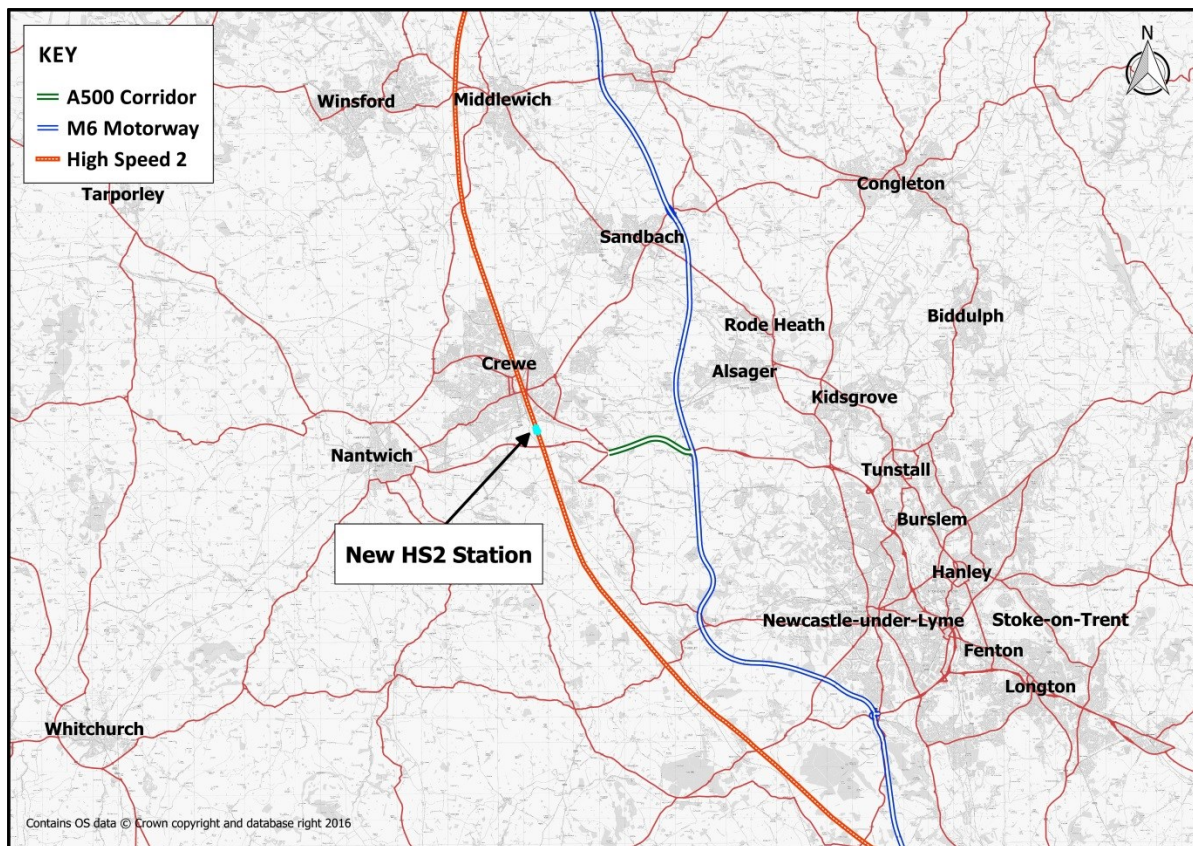 KEY
A500 Corridor
M6 Motorway
High Speed 2
N
Winsford
Middlewich
Tarporley
Congleton
Sandbach
Rode Heath
Biddulph
Crewe
Alsager
Kidsgrove
Nantwich
Tunstall
Burslem
New HS2 Station
Hanley
Newcastle-under-Lyme
Stoke-on-Trent
Fenton
Longton
Whitchurch
Contains OS data © Crown copyright and database right 2016